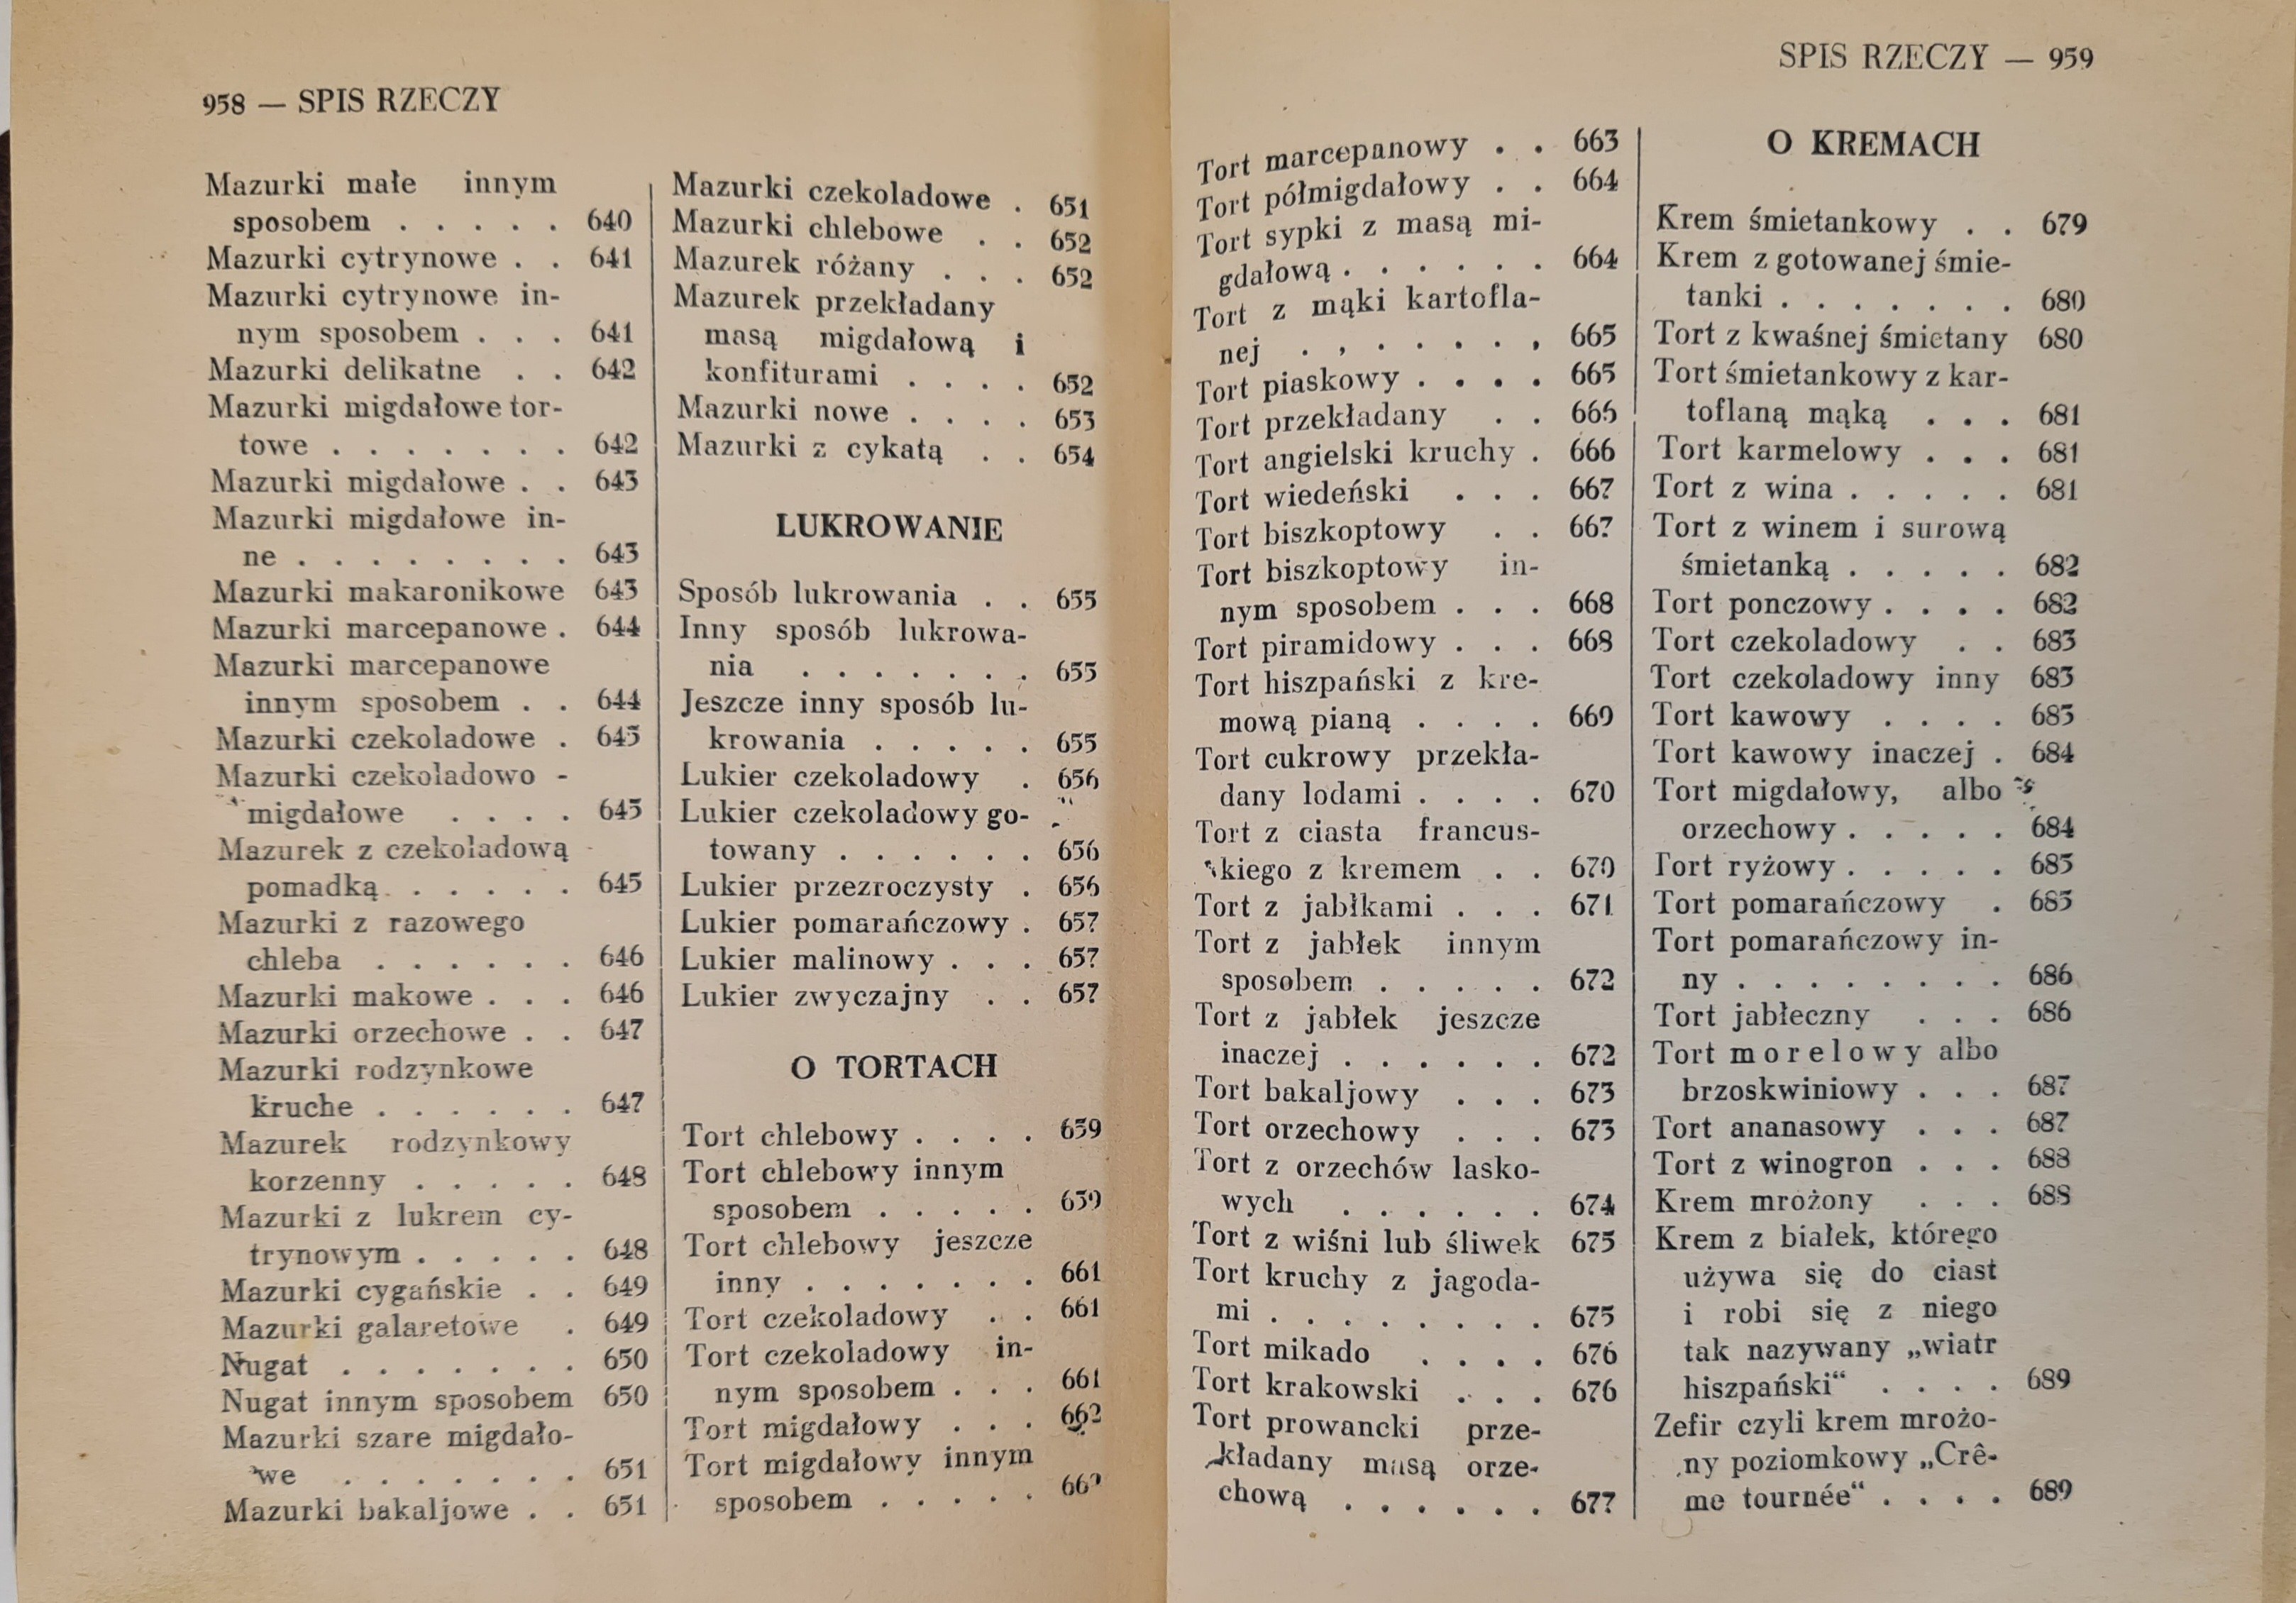 958 — SPIS RZECZY
Mazurki małe innym
sposobem . . . . . 640
Mazurki cytrynowe . . 641
Mazurki cytrynowe in-
nym sposobem . . . 641
Mazurki delikatne . . 642
Mazurki migdałowe tor-
towe . . . . . . . 642
Mazurki migdałowe . . 643
Mazurki migdałowe in-
ne . . . . . . . . 643
Mazurki makaronikowe 643
Mazurki marcepanowe . 644
Mazurki marcepanowe
innym sposobem . . 644
Mazurki czekoladowe . 645
Mazurki czekoladowo -
migdałowe . . . . 645
Mazurek z czekoladową
pomadką . . . . . 645
Mazurki z razowego
chleba . . . . . . 646
Mazurki makowe . . . 646
Mazurki orzechowe . . 647
Mazurki rodzynkowe
kruche . . . . . . 647
Mazurek rodzynkowy
korzenny . . . . . 648
Mazurki z lukrem cy-
trynowym . . . . . 648
Mazurki cygańskie . . 649
Mazurki galaretowe . 649
Nugat . . . . . . . 650
Nugat innym sposobem 650
Mazurki szare migdało-
we . . . . . . . 651
Mazurki bakaljowe . . 651
Mazurki czekoladowe . 651
Mazurki chlebowe . . 652
Mazurek różany . . . 652
Mazurek przekładany
masą migdałową i
konfiturami . . . . 652
Mazurki nowe . . . . 653
Mazurki z cykatą . . 654
LUKROWANIE
Sposób lukrowania . . 655
Inny sposób lukrowa-
nia . . . . . . . 655
Jeszcze inny sposób lu-
krowania . . . . . 655
Lukier czekoladowy . 656
Lukier czekoladowy go-
towany . . . . . . 656
Lukier przezroczysty . 656
Lukier pomarańczowy . 657
Lukier malinowy . . . 657
Lukier zwyczajny . . 657
O TORTACH
Tort chlebowy . . . . 659
Tort chlebowy innym
sposobem . . . . . 659
Tort chlebowy jeszcze
inny . . . . . . . 661
Tort czekoladowy . . 661
Tort czekoladowy in-
nym sposobem . . . 661
Tort migdałowy . . . 662
Tort migdałowy innym
sposobem . . . . .
SPIS RZECZY — 959
Tort marcepanowy . . 663
Tort półmigdałowy . . 664
Tort sypki z masą mi-
gdałową . . . . . . 664
Tort z mąki kartofla-
nej . . . . . . . 665
Tort piaskowy . . . . 665
Tort przekładany . . 665
Tort angielski kruchy . 666
Tort wiedeński . . . 667
Tort biszkoptowy . . 667
Tort biszkoptowy in-
nym sposobem . . . 668
Tort piramidowy . . . 668
Tort hiszpański z kre-
mową pianą . . . . 669
Tort cukrowy przekła-
dany lodami . . . . 670
Tort z ciasta francus-
kiego z kremem . . 670
Tort z jabłkami . . . 671
Tort z jabłek innym
sposobem . . . . . 672
Tort z jabłek jeszcze
inaczej . . . . . . 672
Tort bakaljowy . . . 673
Tort orzechowy . . . 673
Tort z orzechów lasko-
wych . . . . . . 674
Tort z wiśni lub śliwek 675
Tort kruchy z jagoda-
mi . . . . . . . . 675
Tort mikado . . . . 676
Tort krakowski . . . 676
Tort prowancki prze-
kładany masą orze-
chową . . . . . . 677
O KREMACH
Krem śmietankowy . . 679
Krem z gotowanej śmie-
tanki . . . . . . . 680
Tort z kwaśnej śmietany 680
Tort śmietankowy z kar-
toflaną mąką . . . 681
Tort karmelowy . . . 681
Tort z wina . . . . . 681
Tort z winem i surową
śmietanką . . . . . 682
Tort ponczowy . . . . 682
Tort czekoladowy . . 683
Tort czekoladowy inny 683
Tort kawowy . . . . 683
Tort kawowy inaczej . 684
Tort migdałowy, albo
orzechowy . . . . . 684
Tort ryżowy . . . . . 685
Tort pomarańczowy . 685
Tort pomarańczowy in-
ny . . . . . . . . 686
Tort jabłeczny . . . 686
Tort morelowy albo
brzoskwiniowy . . . 687
Tort ananasowy . . . 687
Tort z winogron . . . 688
Krem mrożony . . . 688
Krem z białek, którego
używa się do ciast
i robi się z niego
tak nazywany „wiatr
hiszpański“ . . . . 689
Zefir czyli krem mrożo-
ny poziomkowy „Crê-
me tournée“ . . . . 689